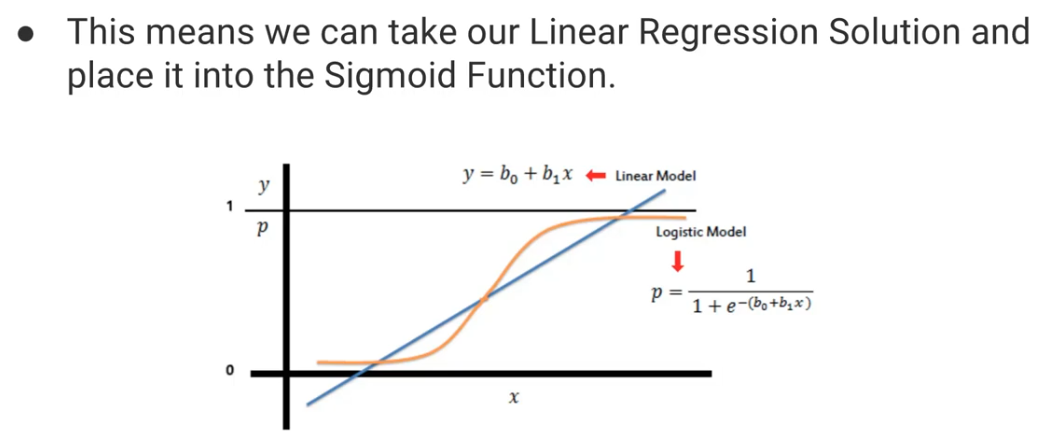 ● This means we can take our Linear Regression Solution and
place it into the Sigmoid Function.
y = b₀ + b₁x
Linear Model
y
1
p
Logistic Model
p = 1 / (1 + e^−(b₀+b₁x))
0
x